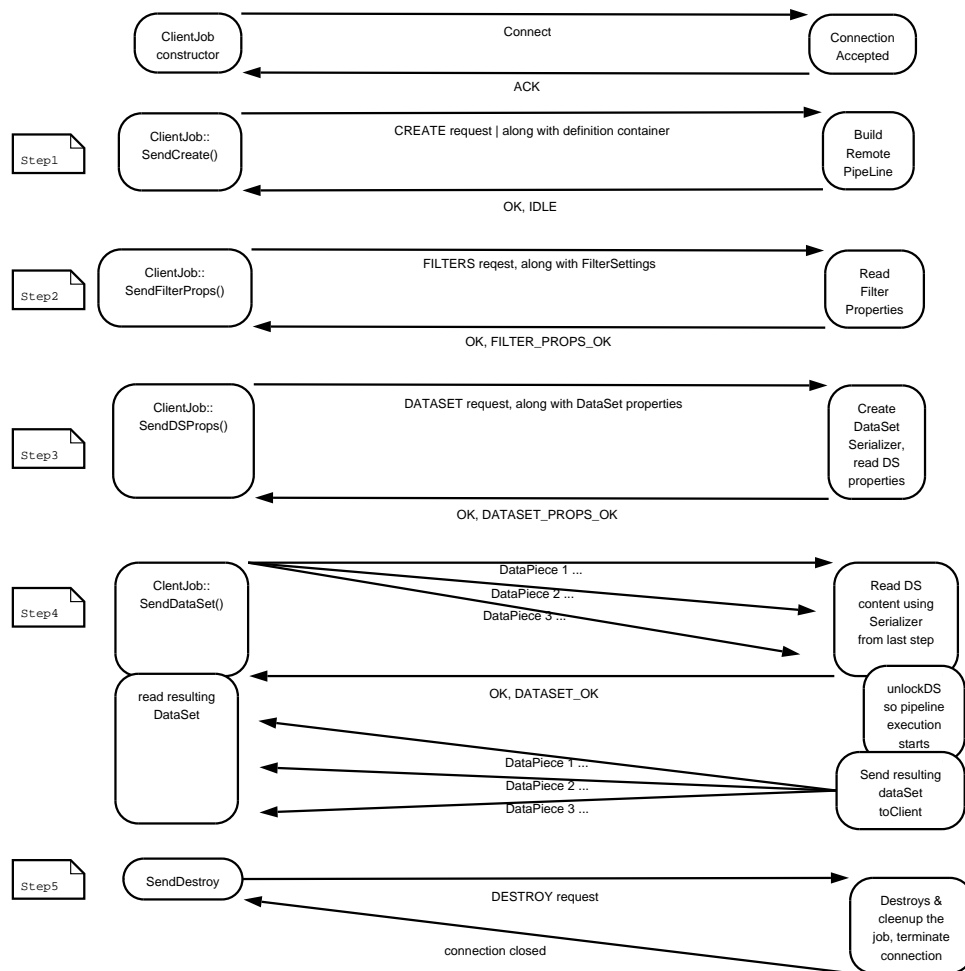 ClientJob
constructor
Connect
Connection
Accepted
ACK
Step1
ClientJob::
SendCreate()
CREATE request | along with definition container
Build
Remote
PipeLine
OK, IDLE
Step2
ClientJob::
SendFilterProps()
FILTERS reqest, along with FilterSettings
Read
Filter
Properties
OK, FILTER_PROPS_OK
Step3
ClientJob::
SendDSProps()
DATASET request, along with DataSet properties
Create
DataSet
Serializer,
read DS
properties
OK, DATASET_PROPS_OK
Step4
ClentJob::
SendDataSet()
DataPiece 1 ...
DataPiece 2 ...
DataPiece 3 ...
Read DS
content using
Serializer
from last step
OK, DATASET_OK
read resulting
DataSet
unlockDS
so pipeline
execution
starts
DataPiece 1 ...
DataPiece 2 ...
DataPiece 3 ...
Send resulting
dataSet
toClient
Step5
SendDestroy
DESTROY request
Destroys &
cleenup the
job, terminate
connection
connection closed